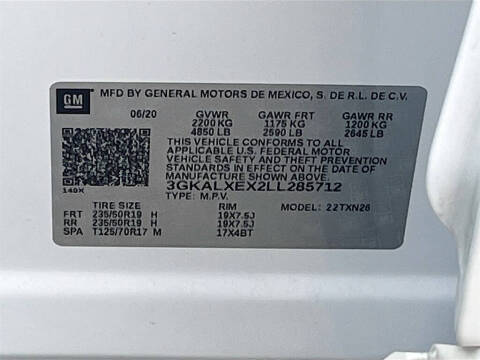 GM
MFD BY GENERAL MOTORS DE MEXICO, S. DE R.L. DE C.V.
06/20 GVWR GAWR FRT GAWR RR
2200 KG 1175 KG 1200 KG
4850 LB 2590 LB 2645 LB
THIS VEHICLE CONFORMS TO ALL
APPLICABLE U.S. FEDERAL MOTOR
VEHICLE SAFETY AND THEFT PREVENTION
STANDARDS IN EFFECT ON THE DATE OF
MANUFACTURE SHOWN ABOVE.
3GKALXEX2LL285712
TYPE: M.P.V.
140X
TIRE SIZE RIM MODEL: 22TXN26
FRT 235/50R19 H 19X7.5J
RR 235/50R19 H 19X7.5J
SPA T125/70R17 M 17X4BT